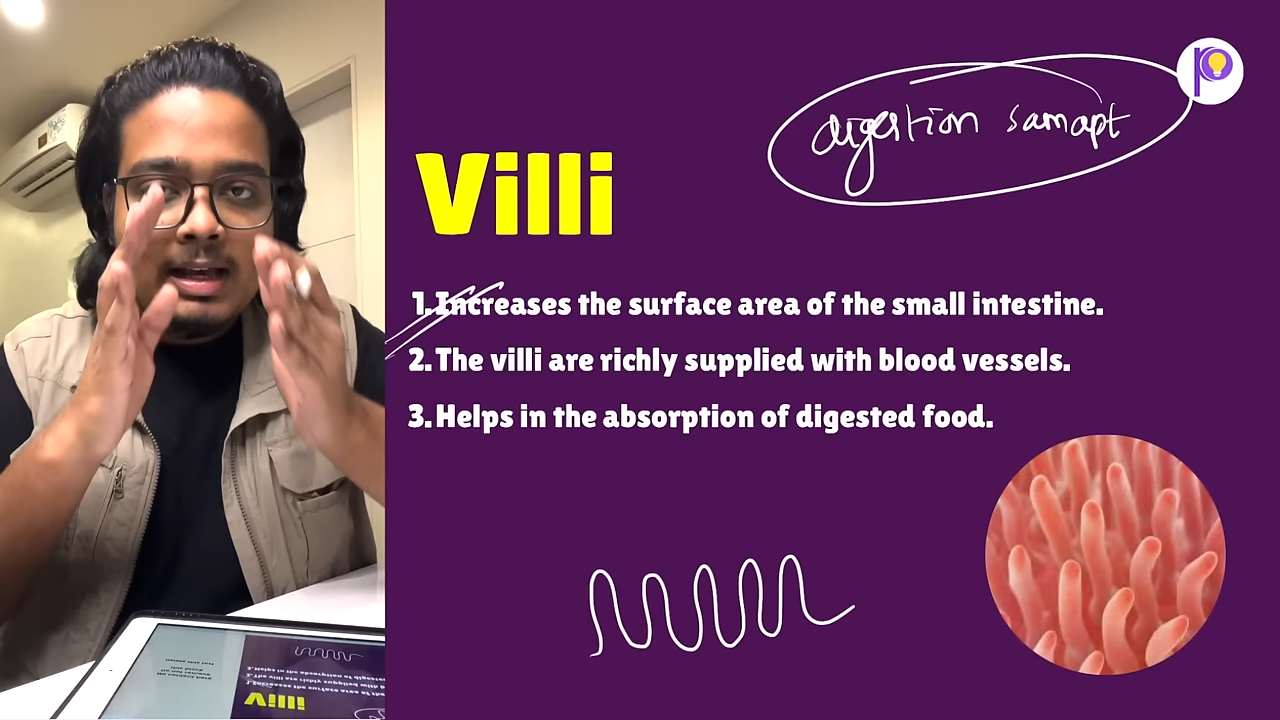 digestion samapt
Villi
1. Increases the surface area of the small intestine.
2. The villi are richly supplied with blood vessels.
3. Helps in the absorption of digested food.